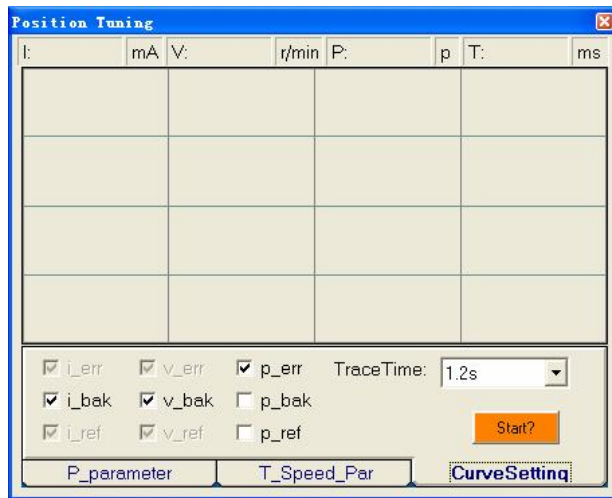 Position Tuning
I: mA V: r/min P: p T: ms
i_err v_err p_err TraceTime: 1.2s
i_bak v_bak p_bak
i_ref v_ref p_ref Start?
P_parameter T_Speed_Par CurveSetting